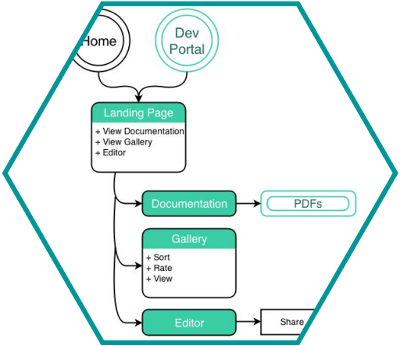 Home
Dev
Portal
Landing Page
+ View Documentation
+ View Gallery
+ Editor
Documentation
PDFs
Gallery
+ Sort
+ Rate
+ View
Editor
Share